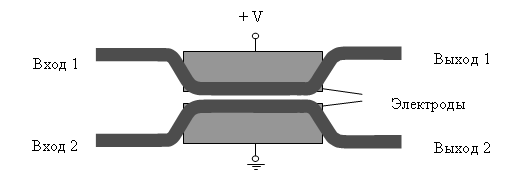 + V
Вход 1
Выход 1
Электроды
Вход 2
Выход 2